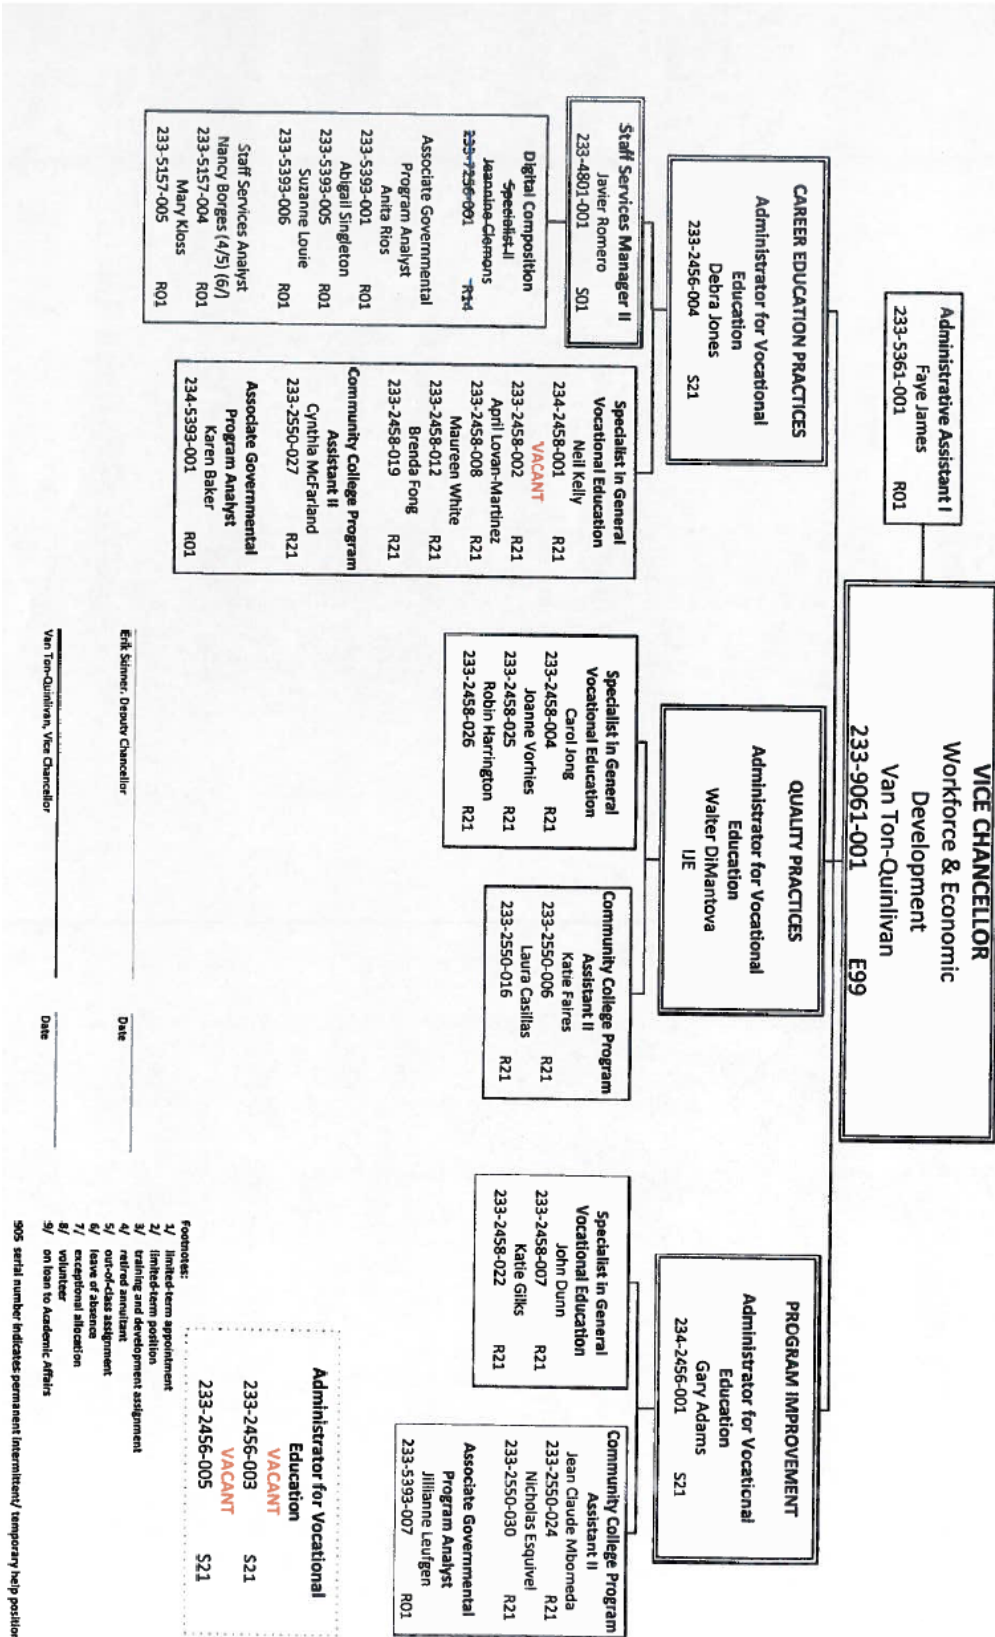 VICE CHANCELLOR
Workforce & Economic
Development
Van Ton-Quinlivan
233-9061-001 E99
Administrative Assistant I
Faye James
233-5361-001 R01
CAREER EDUCATION PRACTICES
Administrator for Vocational
Education
Debra Jones
233-2456-004 S21
Staff Services Manager II
Javier Romero
233-4801-001 S01
Digital Composition
Specialist II
Jeannine Clemons
233-7256-001 R14
Associate Governmental
Program Analyst
Anita Rios
233-5393-001 R01
Abigail Singleton
233-5393-005 R01
Suzanne Louie
233-5393-006 R01
Staff Services Analyst
Nancy Borges (4/5) (6/)
233-5157-004 R01
Mary Kloss
233-5157-005 R01
Specialist in General
Vocational Education
Neil Kelly
234-2458-001 R21
VACANT
233-2458-002 R21
April Lovan-Martinez
233-2458-008 R21
Maureen White
233-2458-012 R21
Brenda Fong
233-2458-019 R21
Community College Program
Assistant II
Cynthia McFarland
233-2550-027 R21
Associate Governmental
Program Analyst
Karen Baker
234-5393-001 R01
QUALITY PRACTICES
Administrator for Vocational
Education
Walter DiMantova
IJE
Specialist in General
Vocational Education
Carol Jong
233-2458-004 R21
Joanne Vorhies
233-2458-025 R21
Robin Harrington
233-2458-026 R21
Community College Program
Assistant II
Katie Faires
233-2550-006 R21
Laura Casillas
233-2550-016 R21
PROGRAM IMPROVEMENT
Administrator for Vocational
Education
Gary Adams
234-2456-001 S21
Specialist in General
Vocational Education
John Dunn
233-2458-007 R21
Katie Gilks
233-2458-022 R21
Community College Program
Assistant II
Jean Claude Mbomeda
233-2550-024 R21
Nicholas Esquivel
233-2550-030 R21
Associate Governmental
Program Analyst
Jillianne Leufgen
233-5393-007 R01
Administrator for Vocational
Education
VACANT
233-2456-003 S21
VACANT
233-2456-005 S21
Erik Skinner, Deputy Chancellor Date
Van Ton-Quinlivan, Vice Chancellor Date
Footnotes:
1/ limited-term appointment
2/ limited-term position
3/ training and development assignment
4/ retired annuitant
5/ out-of-class assignment
6/ leave of absence
7/ exceptional allocation
8/ volunteer
9/ on loan to Academic Affairs
905 serial number indicates permanent intermittent/ temporary help position